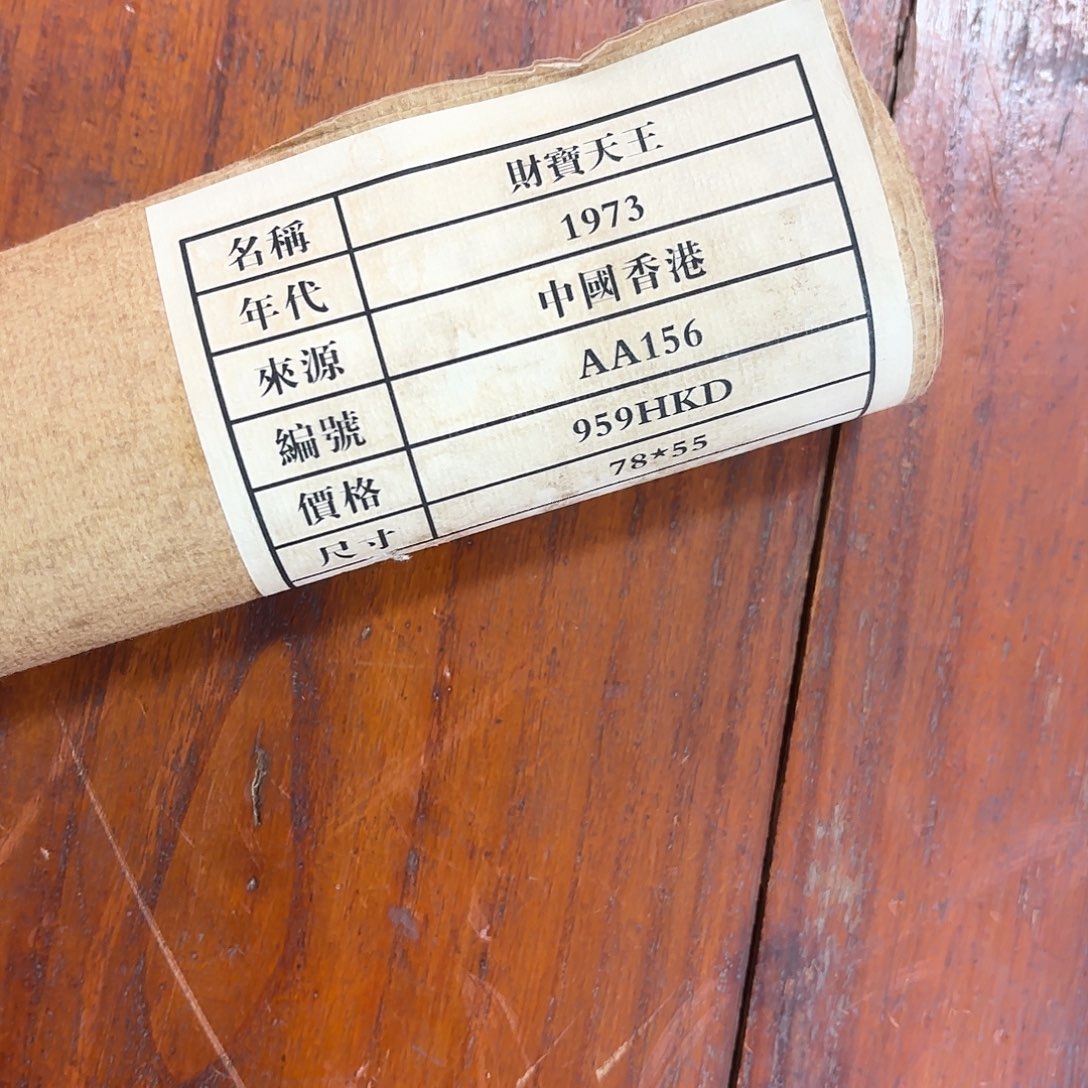 名稱 財寶天王
年代 1973
來源 中國香港
編號 AA156
價格 959HKD
尺寸 78*55